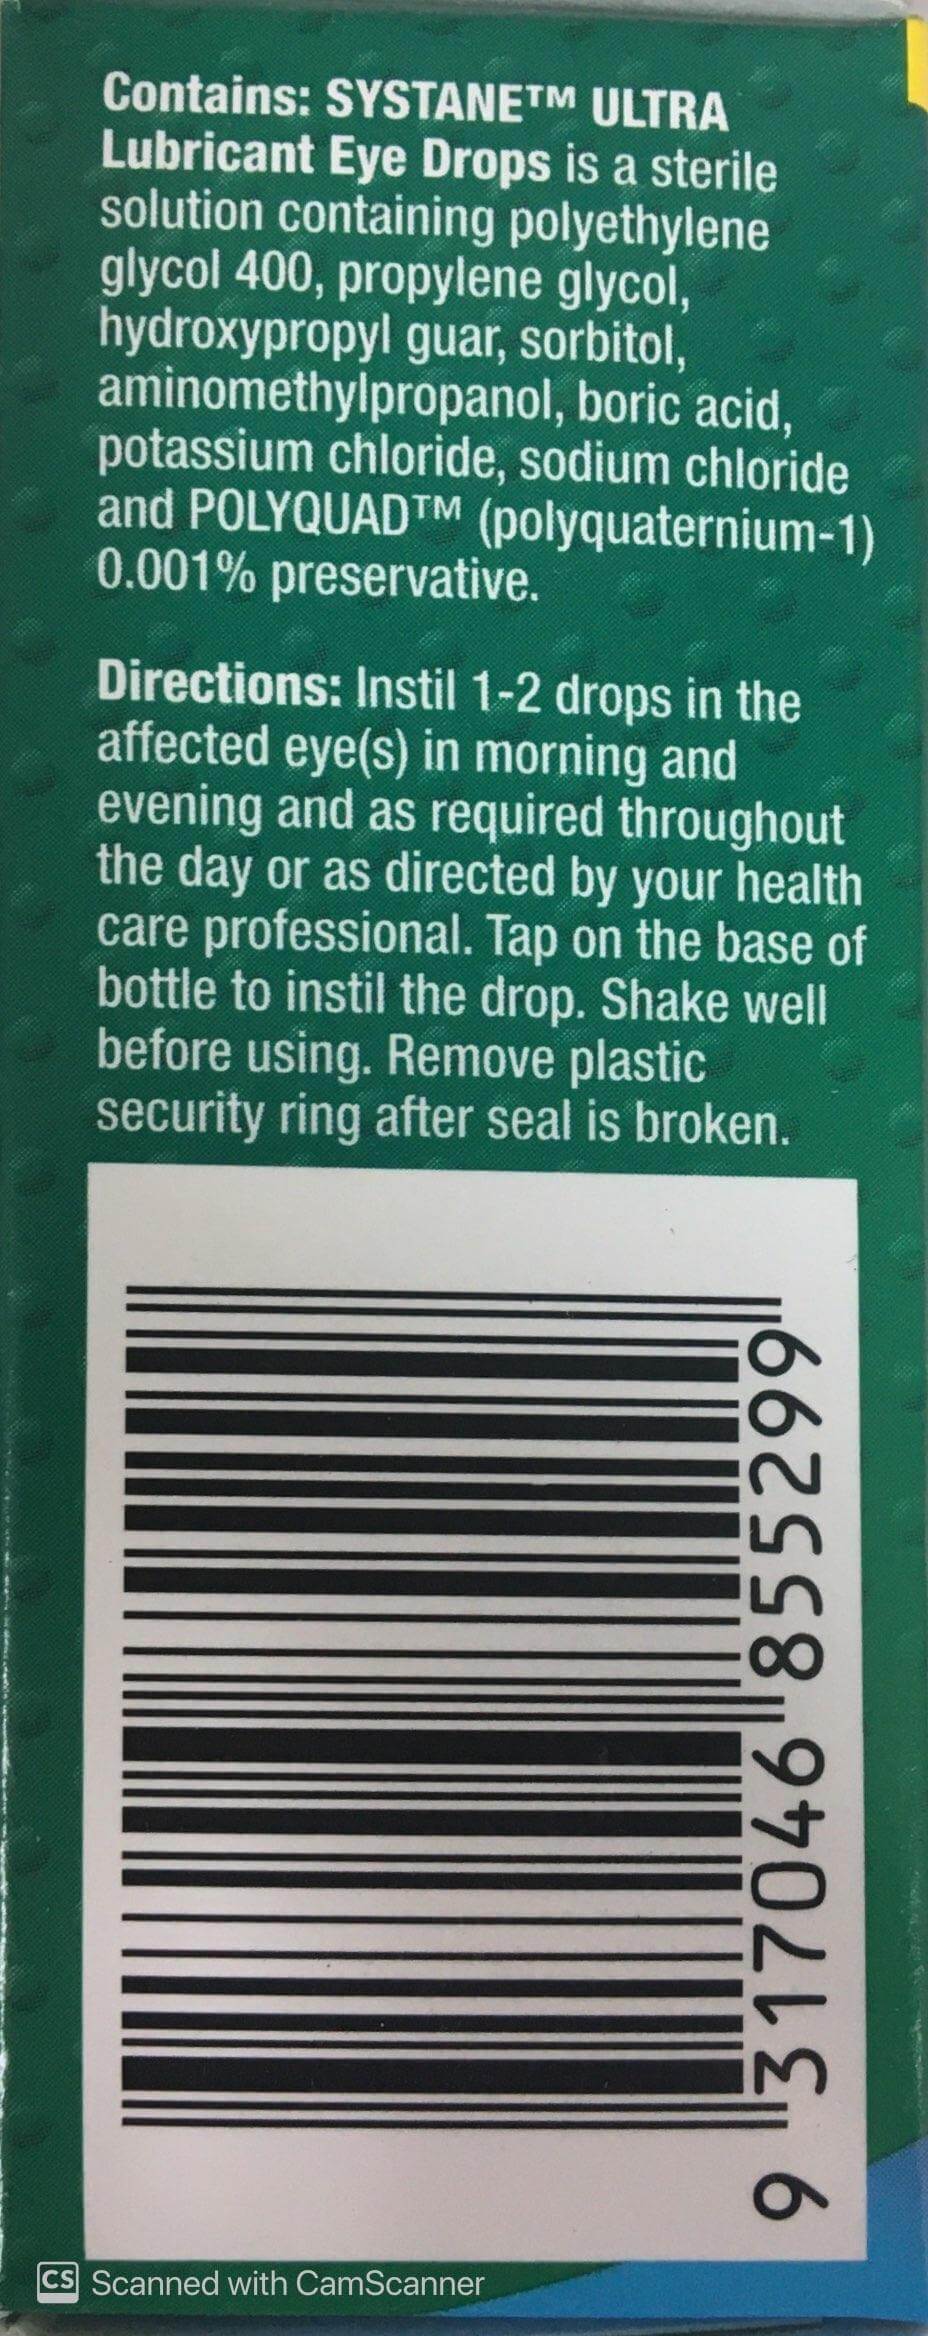 Contains: SYSTANE™ ULTRA
Lubricant Eye Drops is a sterile
solution containing polyethylene
glycol 400, propylene glycol,
hydroxypropyl guar, sorbitol,
aminomethylpropanol, boric acid,
potassium chloride, sodium chloride
and POLYQUAD™ (polyquaternium-1)
0.001% preservative.
Directions: Instil 1-2 drops in the
affected eye(s) in morning and
evening and as required throughout
the day or as directed by your health
care professional. Tap on the base of
bottle to instil the drop. Shake well
before using. Remove plastic
security ring after seal is broken.
9 317046 855299
CS Scanned with CamScanner